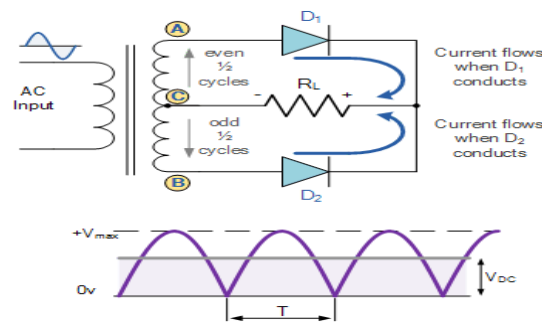 A
D1
even
½
cycles
Current flows
when D1
conducts
AC
Input
C
- RL +
odd
½
cycles
Current flows
when D2
conducts
B
D2
+Vmax
VDC
0v
T